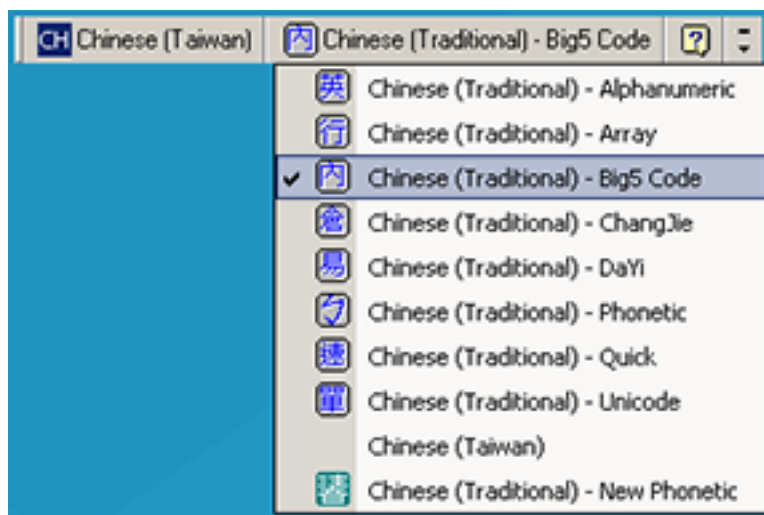 CH Chinese (Taiwan) 內 Chinese (Traditional) - Big5 Code ?
英 Chinese (Traditional) - Alphanumeric
行 Chinese (Traditional) - Array
內 Chinese (Traditional) - Big5 Code
倉 Chinese (Traditional) - ChangJie
易 Chinese (Traditional) - DaYi
ㄅ Chinese (Traditional) - Phonetic
速 Chinese (Traditional) - Quick
單 Chinese (Traditional) - Unicode
Chinese (Taiwan)
Chinese (Traditional) - New Phonetic